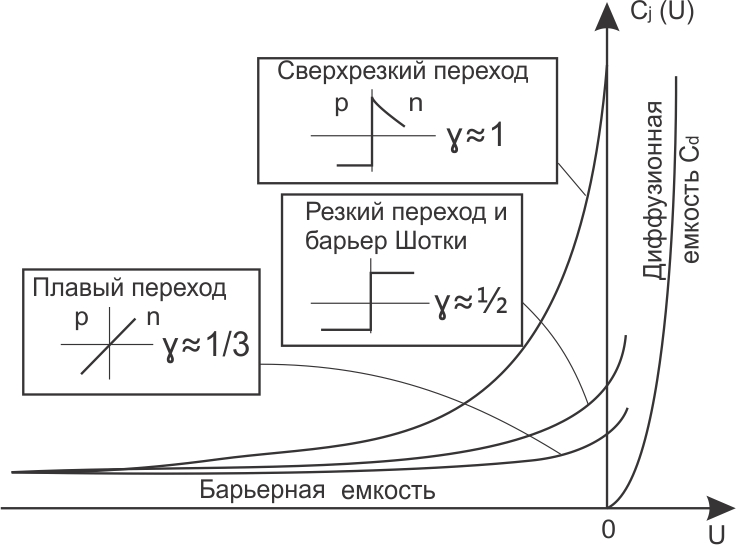 Cj (U)
Сверхрезкий переход
p n
ɣ≈1
Диффузионная
емкость Cd
Резкий переход и
барьер Шотки
ɣ≈½
Плавый переход
p n
ɣ≈1/3
Барьерная емкость
0
U